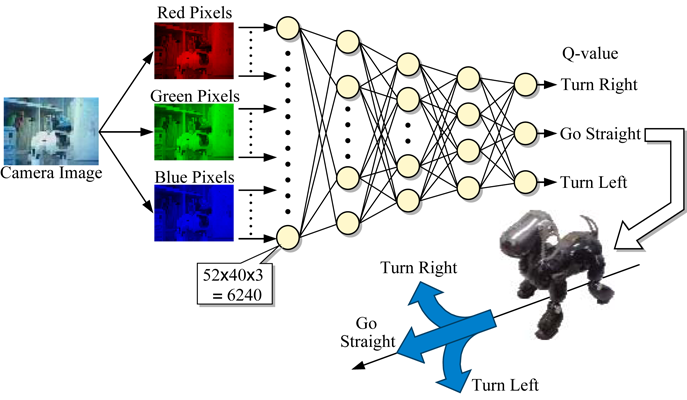 Red Pixels
Green Pixels
Blue Pixels
Camera Image
52x40x3
= 6240
Q-value
Turn Right
Go Straight
Turn Left
Turn Right
Go
Straight
Turn Left